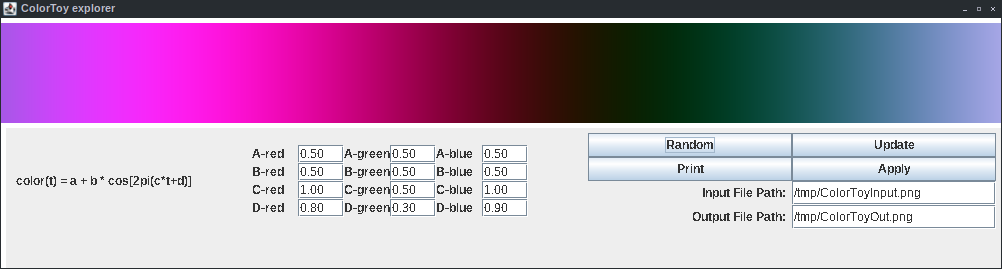 ColorToy explorer
color(t) = a + b * cos[2pi(c*t+d)]
A-red 0.50 A-green 0.50 A-blue 0.50
B-red 0.50 B-green 0.50 B-blue 0.50
C-red 1.00 C-green 0.50 C-blue 1.00
D-red 0.80 D-green 0.30 D-blue 0.90
Random Update
Print Apply
Input File Path: /tmp/ColorToyInput.png
Output File Path: /tmp/ColorToyOut.png